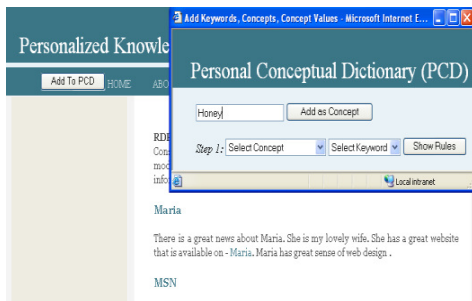 Add Keywords, Concepts, Concept Values - Microsoft Internet E...
Personalized Knowle
Personal Conceptual Dictionary (PCD)
Add To PCD HOME ABO
Honey Add as Concept
Step 1: Select Concept Select Keyword Show Rules
RDF
Con
mod
info
Local intranet
Maria
There is a great news about Maria. She is my lovely wife. She has a great website
that is available on - Maria. Maria has great sense of web design .
MSN